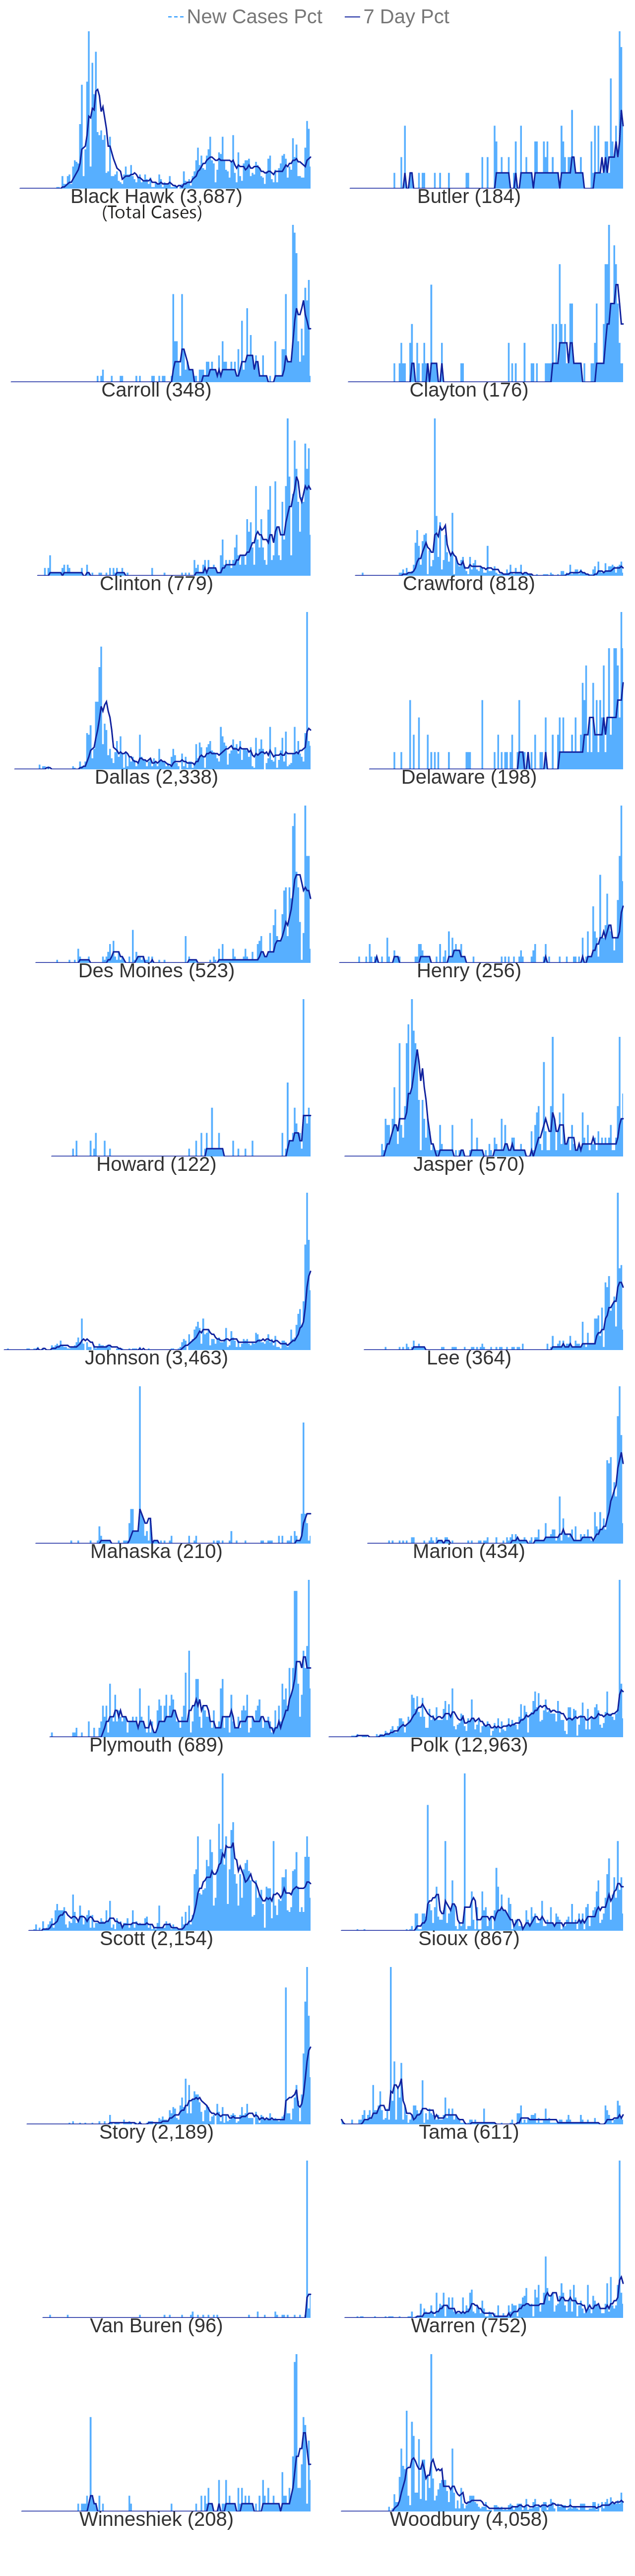 New Cases Pct 7 Day Pct
Black Hawk (3,687) Butler (184)
(Total Cases)
Carroll (348) Clayton (176)
Clinton (779) Crawford (818)
Dallas (2,338) Delaware (198)
Des Moines (523) Henry (256)
Howard (122) Jasper (570)
Johnson (3,463) Lee (364)
Mahaska (210) Marion (434)
Plymouth (689) Polk (12,963)
Scott (2,154) Sioux (867)
Story (2,189) Tama (611)
Van Buren (96) Warren (752)
Winneshiek (208) Woodbury (4,058)